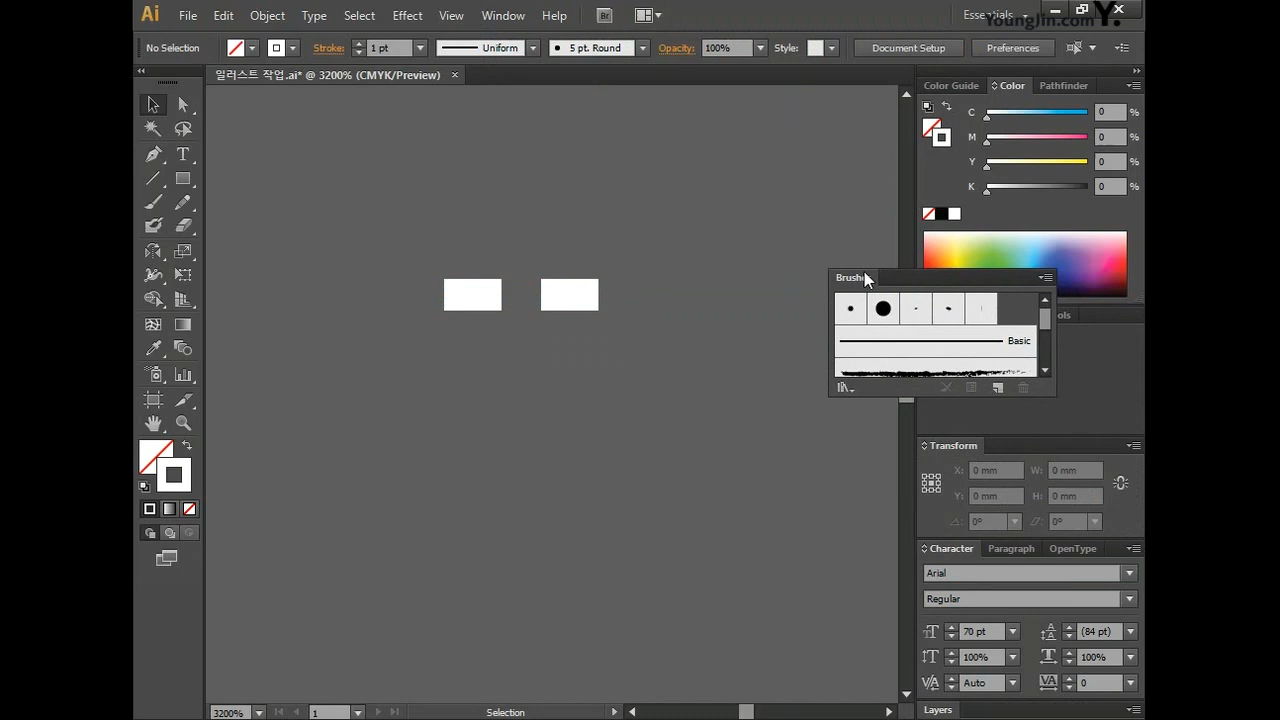 Ai File Edit Object Type Select Effect View Window Help Br Essentials
YoungJin.com Y.
No Selection Stroke: 1 pt Uniform 5 pt. Round Opacity: 100% Style: Document Setup Preferences
일러스트 작업.ai* @ 3200% (CMYK/Preview)
Color Guide Color Pathfinder
C 0 %
M 0 %
Y 0 %
K 0 %
Brushes
Basic
Transform
X: 0 mm W: 0 mm
Y: 0 mm H: 0 mm
0° 0°
Character Paragraph OpenType
Arial
Regular
70 pt (84 pt)
100% 100%
Auto 0
Layers
3200% 1 Selection